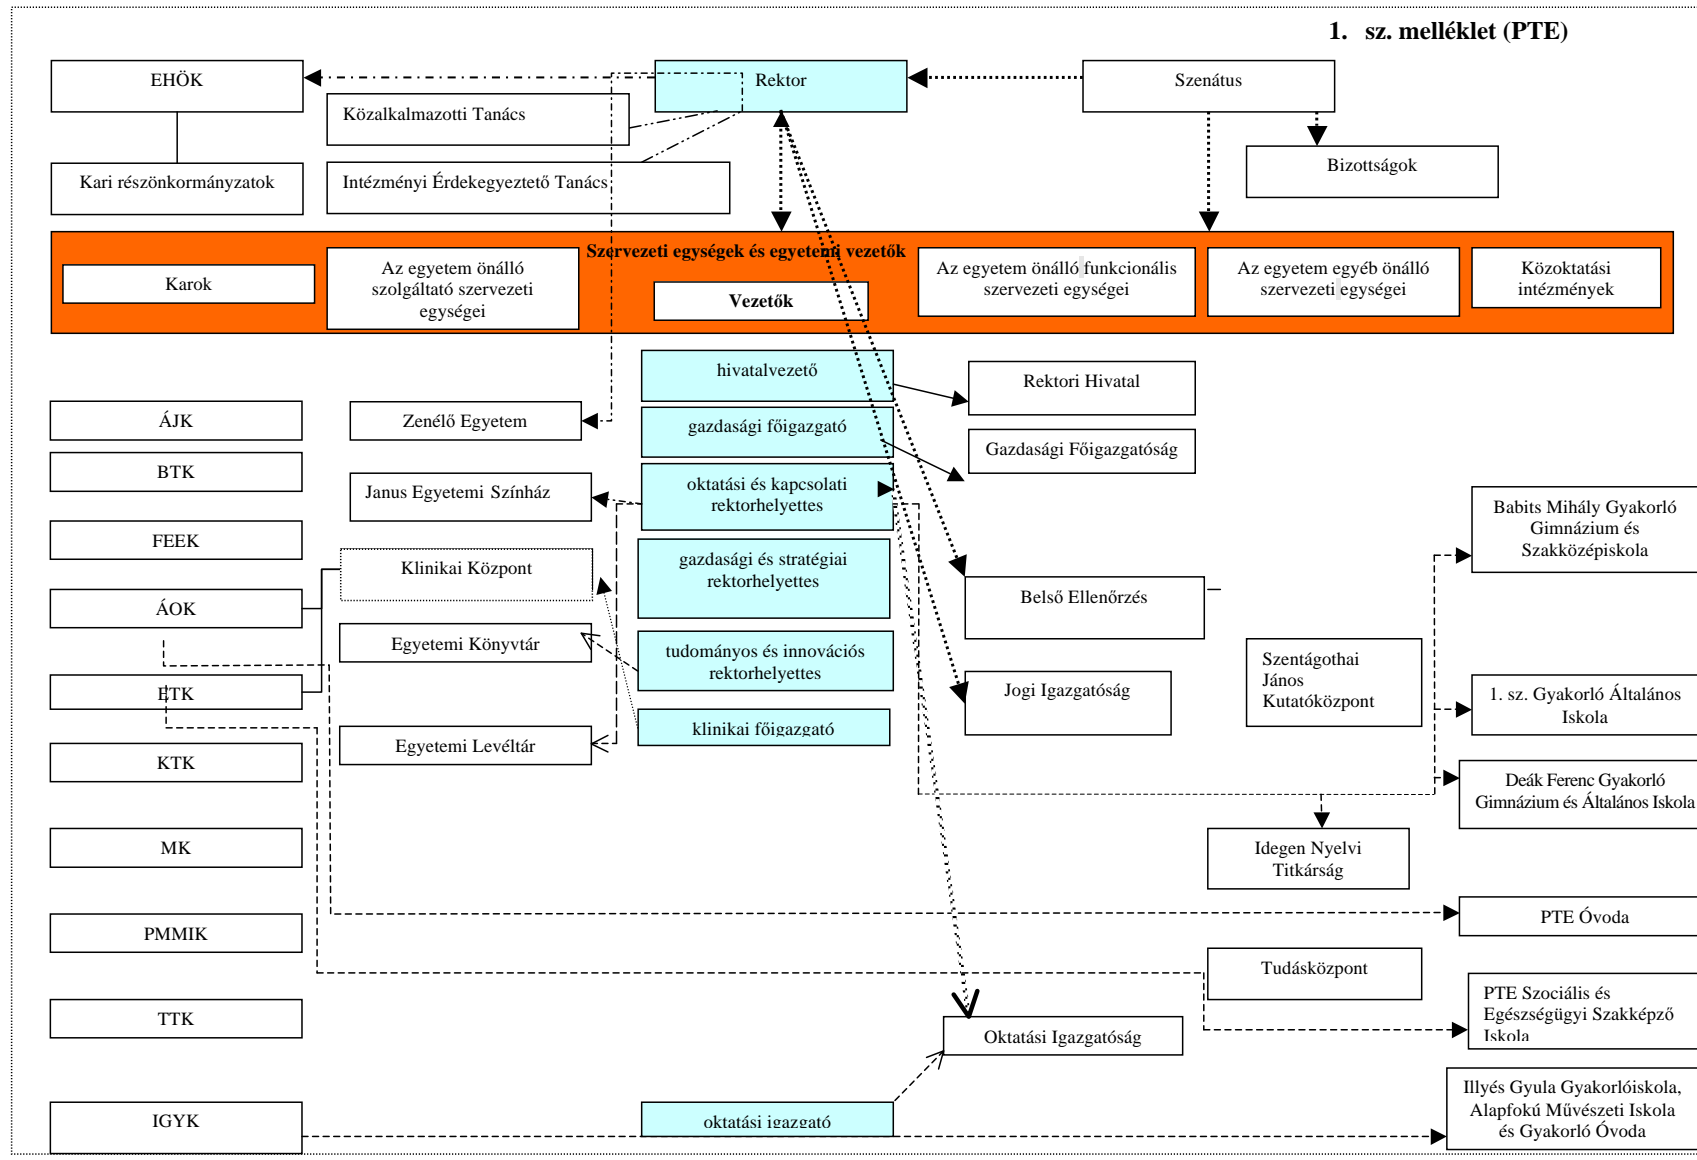 1. sz. melléklet (PTE)
EHÖK
Rektor
Szenátus
Közalkalmazotti Tanács
Bizottságok
Kari részönkormányzatok
Intézményi Érdekegyeztető Tanács
Szervezeti egységek és egyetemi vezetők
Karok
Az egyetem önálló
szolgáltató szervezeti
egységei
Vezetők
Az egyetem önálló funkcionális
szervezeti egységei
Az egyetem egyéb önálló
szervezeti egységei
Közoktatási
intézmények
hivatalvezető
Rektori Hivatal
ÁJK
Zenélő Egyetem
gazdasági főigazgató
Gazdasági Főigazgatóság
BTK
Janus Egyetemi Színház
oktatási és kapcsolati
rektorhelyettes
Babits Mihály Gyakorló
Gimnázium és
Szakközépiskola
FEEK
Klinikai Központ
gazdasági és stratégiai
rektorhelyettes
ÁOK
Belső Ellenőrzés
Egyetemi Könyvtár
tudományos és innovációs
rektorhelyettes
Szentágothai
János
Kutatóközpont
ETK
Jogi Igazgatóság
1. sz. Gyakorló Általános
Iskola
klinikai főigazgató
Egyetemi Levéltár
KTK
Deák Ferenc Gyakorló
Gimnázium és Általános Iskola
MK
Idegen Nyelvi
Titkárság
PTE Óvoda
PMMIK
Tudásközpont
PTE Szociális és
Egészségügyi Szakképző
Iskola
TTK
Oktatási Igazgatóság
IGYK
oktatási igazgató
Illyés Gyula Gyakorlóiskola,
Alapfokú Művészeti Iskola
és Gyakorló Óvoda